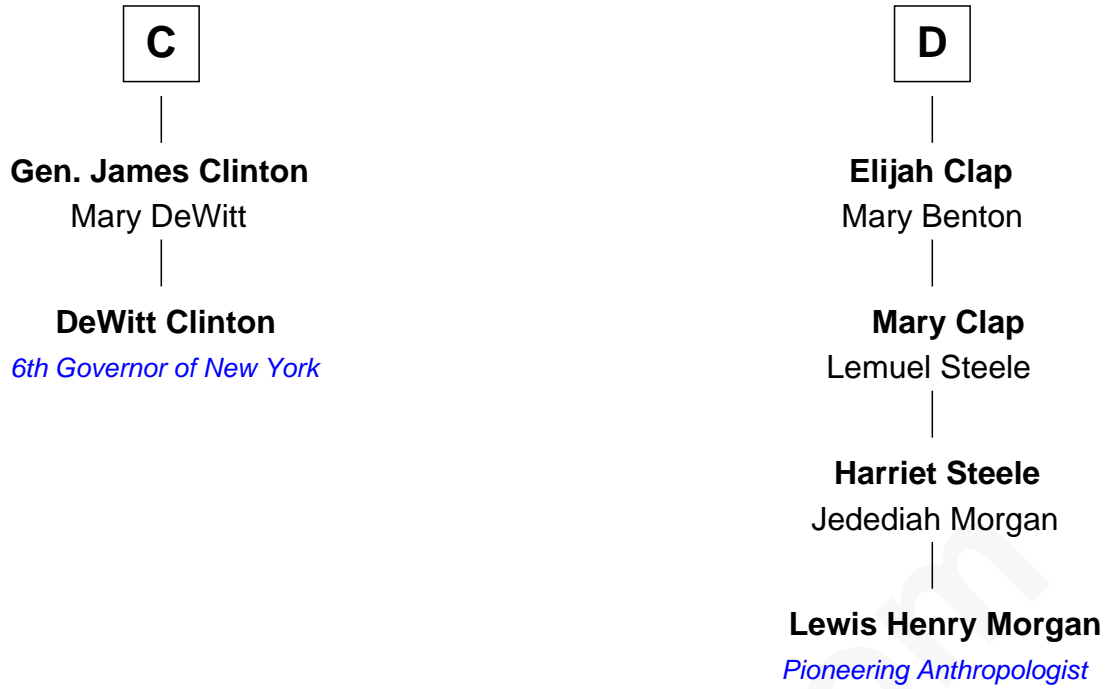 C
Gen. James Clinton
Mary DeWitt
DeWitt Clinton
6th Governor of New York
D
Elijah Clap
Mary Benton
Mary Clap
Lemuel Steele
Harriet Steele
Jedediah Morgan
Lewis Henry Morgan
Pioneering Anthropologist